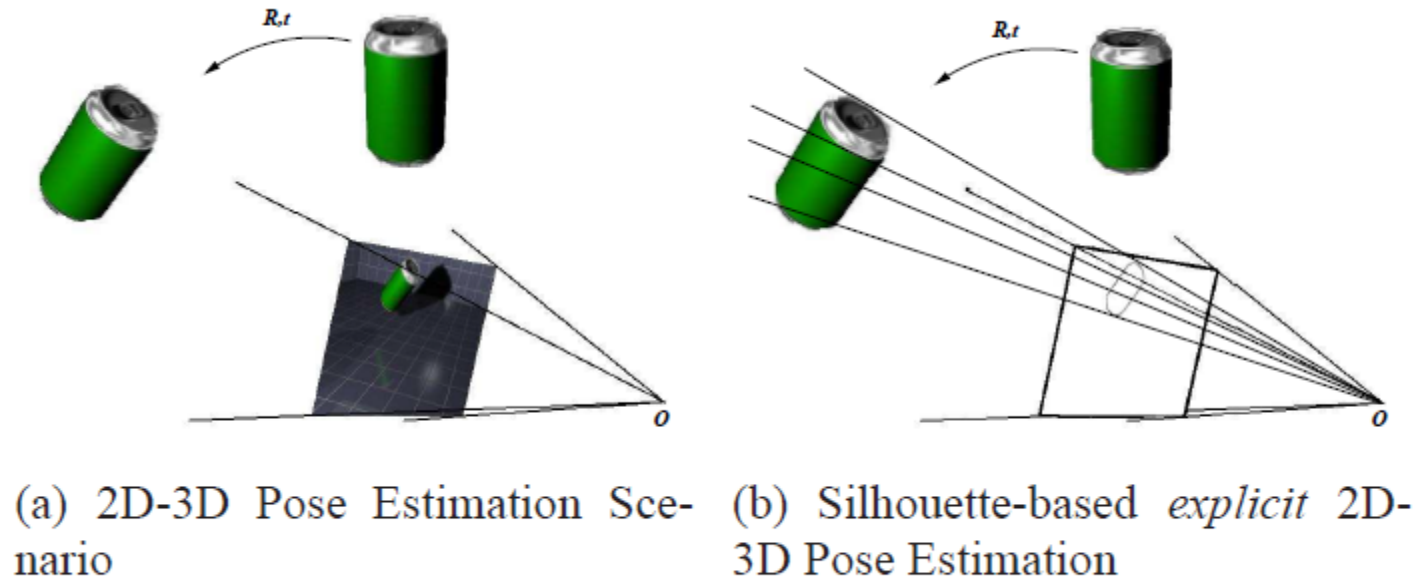 R,t
R,t
O
O
(a) 2D-3D Pose Estimation Sce-
nario
(b) Silhouette-based explicit 2D-
3D Pose Estimation